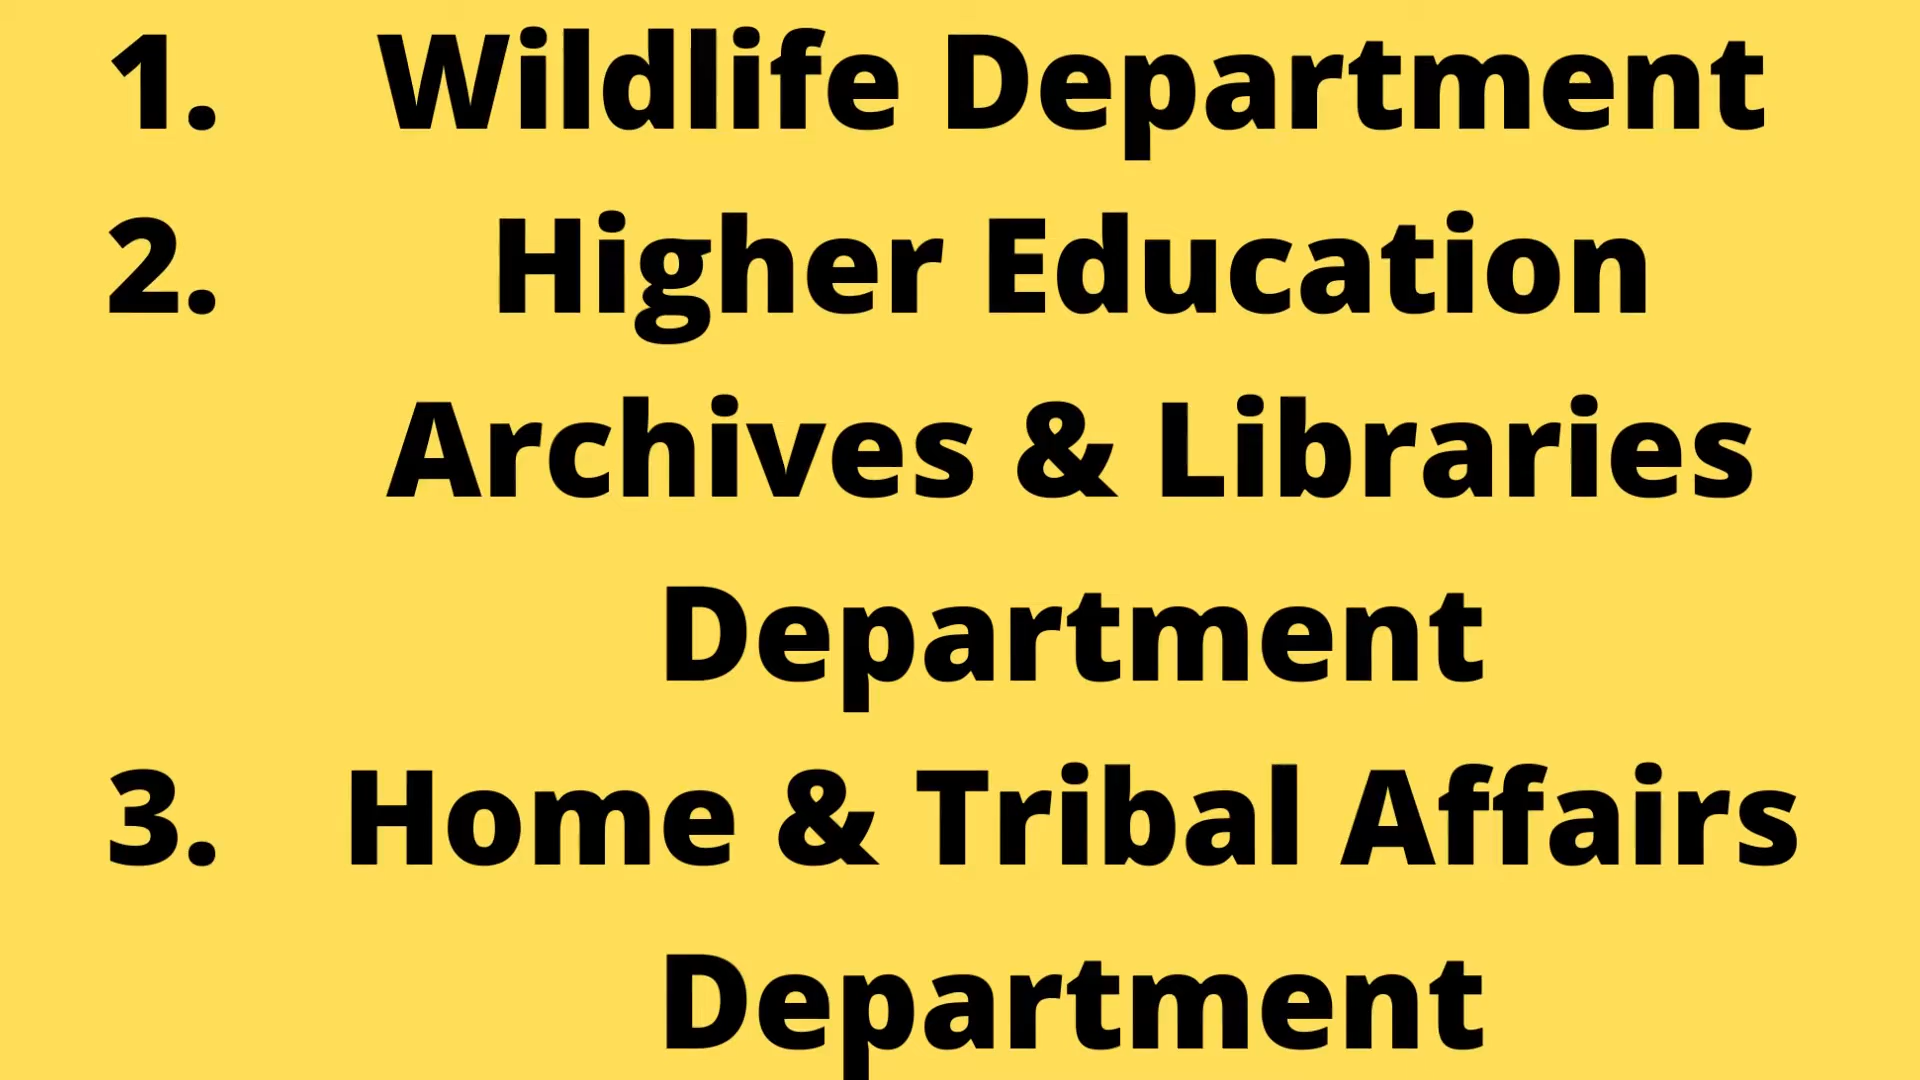 1. Wildlife Department
2. Higher Education
Archives & Libraries
Department
3. Home & Tribal Affairs
Department